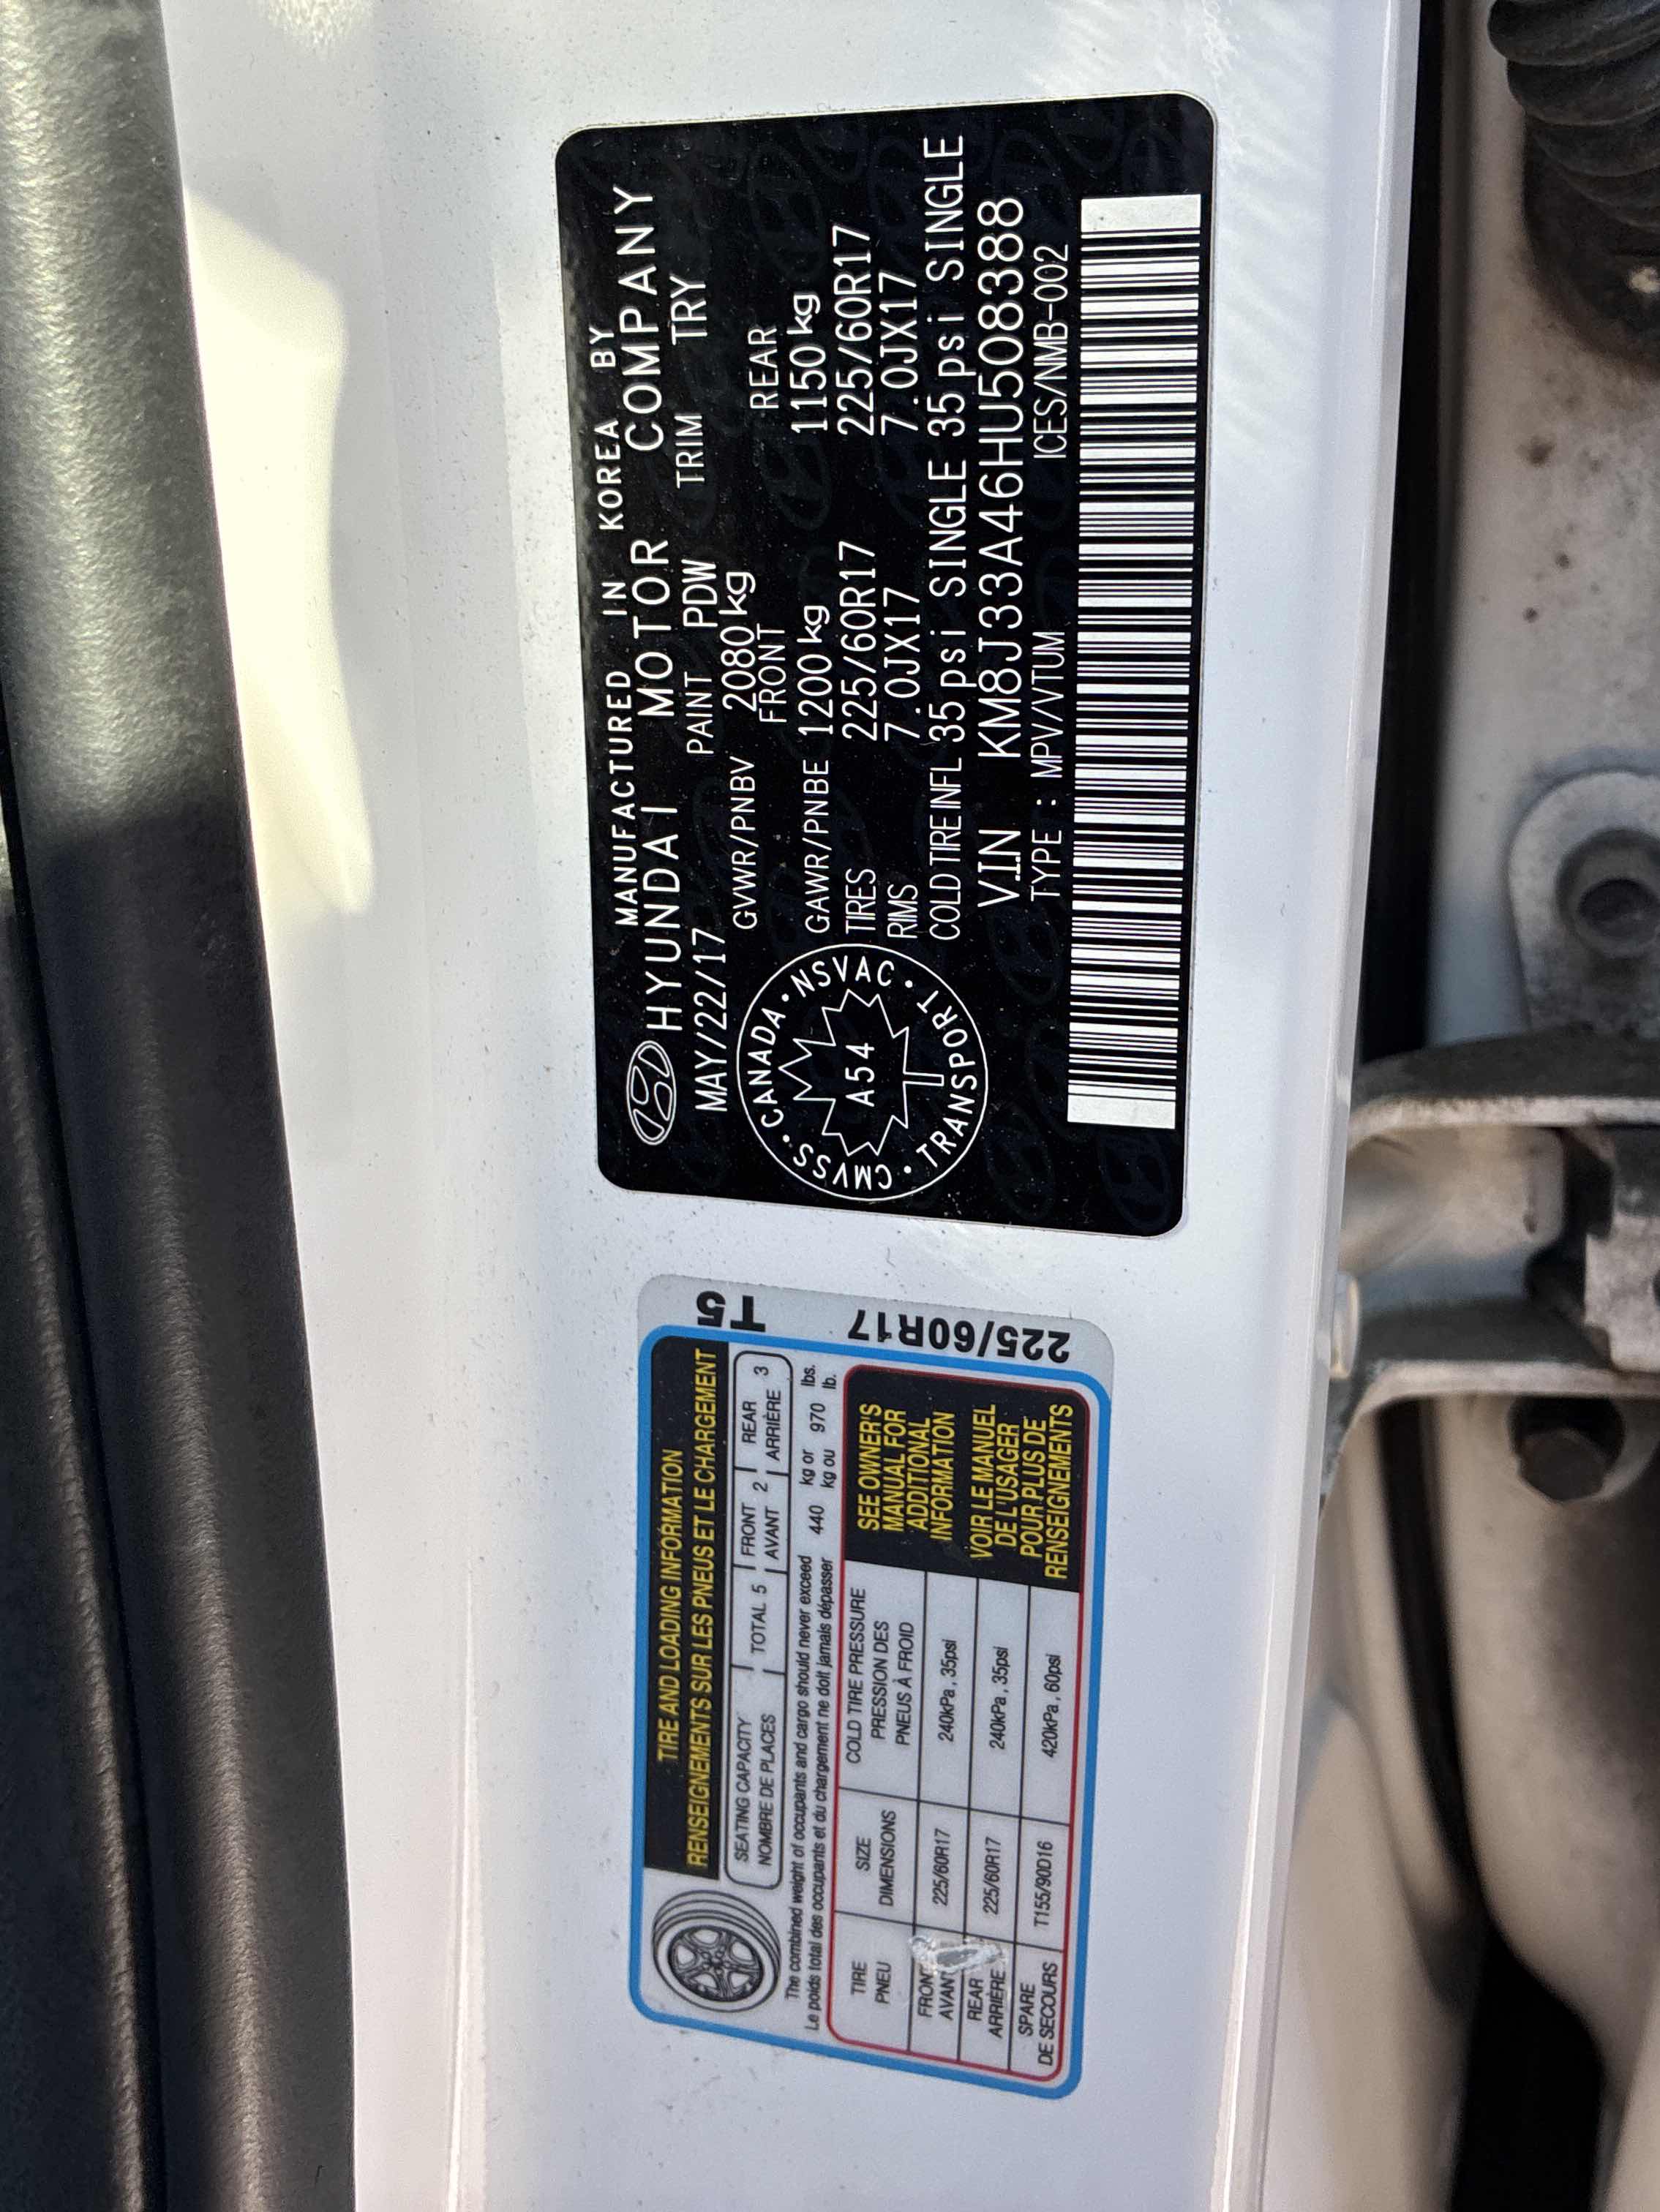 MANUFACTURED IN KOREA BY
HYUNDAI MOTOR COMPANY
MAY/22/17 PAINT PDW TRIM TRY
GVWR/PNBV 2080kg
FRONT REAR
GAWR/PNBE 1200kg 1150kg
TIRES 225/60R17 225/60R17
RIMS 7.0JX17 7.0JX17
COLD TIRE INFL 35 psi SINGLE 35 psi SINGLE
V.I.N KM8J33A46HU508388
TYPE : MPV/VTUM ICES/NMB-002
CMVSS • CANADA • NSVAC • TRANSPORT •
A54
T5 225/60R17
TIRE AND LOADING INFORMATION
RENSEIGNEMENTS SUR LES PNEUS ET LE CHARGEMENT
SEATING CAPACITY TOTAL 5 FRONT 2 REAR 3
NOMBRE DE PLACES AVANT ARRIÈRE
The combined weight of occupants and cargo should never exceed 440 kg or 970 lbs.
Le poids total des occupants et du chargement ne doit jamais dépasser kg ou lb.
TIRE SIZE COLD TIRE PRESSURE
PNEU DIMENSIONS PRESSION DES
PNEUS À FROID
FRONT 225/60R17 240kPa , 35psi
AVANT
REAR 225/60R17 240kPa , 35psi
ARRIÈRE
SPARE T155/90D16 420kPa , 60psi
DE SECOURS
SEE OWNER'S
MANUAL FOR
ADDITIONAL
INFORMATION
VOIR LE MANUEL
DE L'USAGER
POUR PLUS DE
RENSEIGNEMENTS